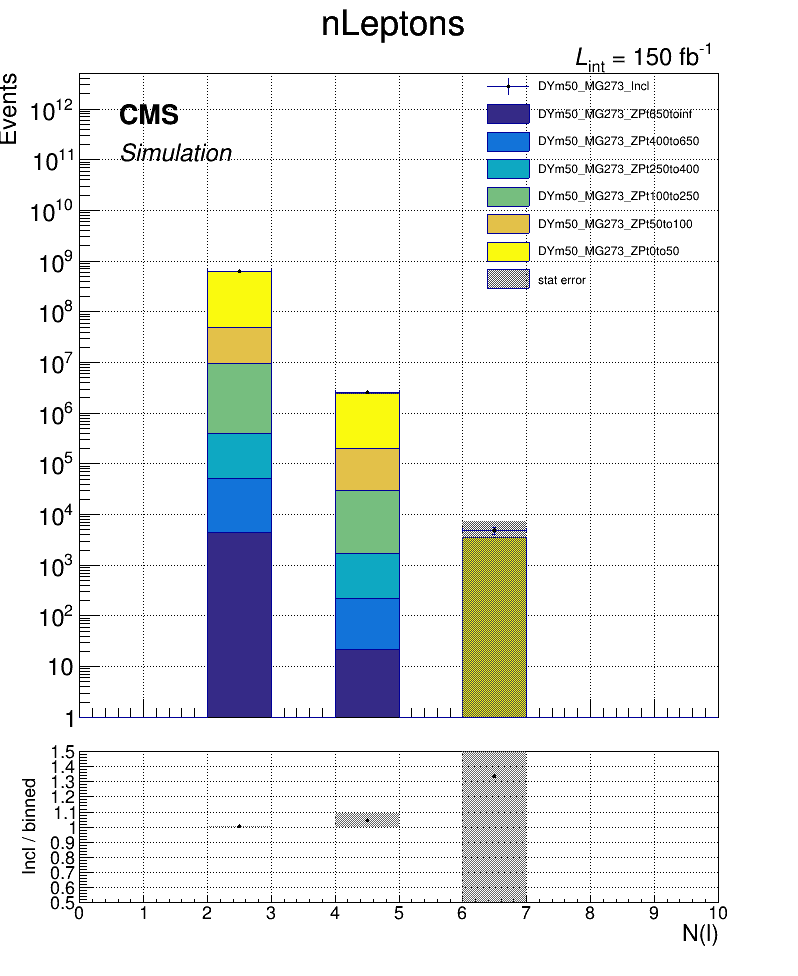 nLeptons
L_int = 150 fb^-1
Events
CMS
Simulation
DYm50_MG273_Incl
DYm50_MG273_ZPt650toinf
DYm50_MG273_ZPt400to650
DYm50_MG273_ZPt250to400
DYm50_MG273_ZPt100to250
DYm50_MG273_ZPt50to100
DYm50_MG273_ZPt0to50
stat error
10^12
10^11
10^10
10^9
10^8
10^7
10^6
10^5
10^4
10^3
10^2
10
1
Incl / binned
1.5
1.4
1.3
1.2
1.1
1
0.9
0.8
0.7
0.6
0.5
0 1 2 3 4 5 6 7 8 9 10
N(l)